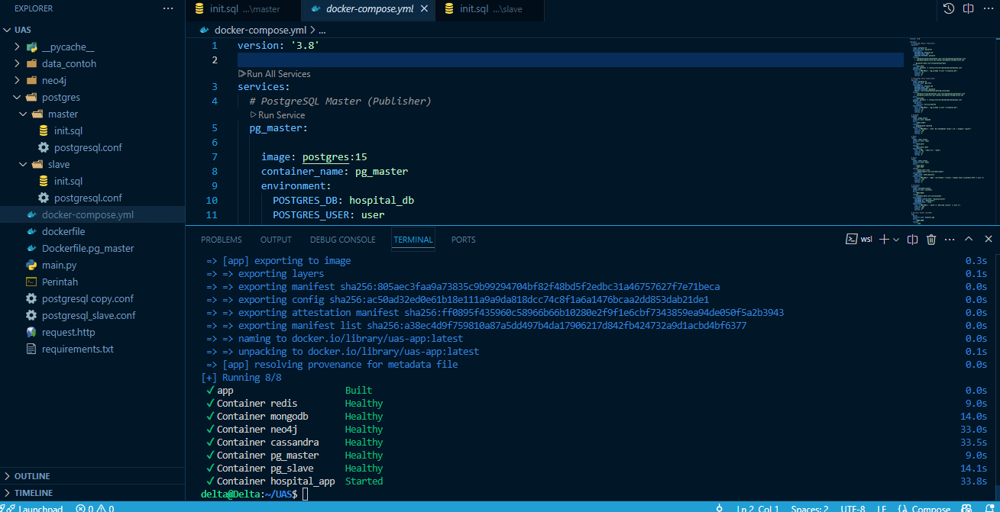 EXPLORER ···
UAS
__pycache__
data_contoh
neo4j
postgres
master
init.sql
postgresql.conf
slave
init.sql
postgresql.conf
docker-compose.yml
dockerfile
Dockerfile.pg_master
main.py
Perintah
postgresql copy.conf
postgresql_slave.conf
request.http
requirements.txt
OUTLINE
TIMELINE
init.sql ...\master docker-compose.yml init.sql ...\slave
docker-compose.yml > ...
1 version: '3.8'
2
Run All Services
3 services:
4 # PostgreSQL Master (Publisher)
Run Service
5 pg_master:
6
7 image: postgres:15
8 container_name: pg_master
9 environment:
10 POSTGRES_DB: hospital_db
11 POSTGRES_USER: user
PROBLEMS OUTPUT DEBUG CONSOLE TERMINAL PORTS wsl
=> [app] exporting to image 0.3s
=> => exporting layers 0.1s
=> => exporting manifest sha256:805aec3faa9a73835c9b99294704bf82f48bd5f2edbc31a46757627f7e71beca 0.0s
=> => exporting config sha256:ac50ad32ed0e61b18e111a9a9da818dcc74c8f1a6a1476bcaa2dd853dab21de1 0.0s
=> => exporting attestation manifest sha256:ff0895f435960c58966b66b10280e2f9f1e6cbf7343859ea94de050f5a2b3943 0.0s
=> => exporting manifest list sha256:a38ec4d9f759810a87a5dd497b4da17906217d842fb424732a9d1acbd4bf6377 0.0s
=> => naming to docker.io/library/uas-app:latest 0.0s
=> => unpacking to docker.io/library/uas-app:latest 0.1s
=> [app] resolving provenance for metadata file 0.0s
[+] Running 8/8
✓ app Built 0.0s
✓ Container redis Healthy 9.0s
✓ Container mongodb Healthy 14.0s
✓ Container neo4j Healthy 33.0s
✓ Container cassandra Healthy 33.5s
✓ Container pg_master Healthy 9.0s
✓ Container pg_slave Healthy 14.1s
✓ Container hospital_app Started 33.8s
delta@Delta:~/UAS$
Launchpad 0 0 Ln 2, Col 1 Spaces: 2 UTF-8 LF {} Compose